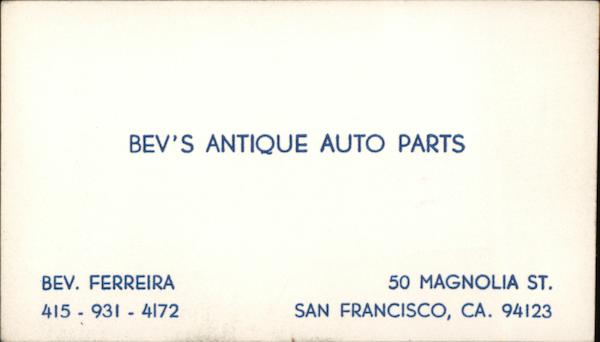 BEV'S ANTIQUE AUTO PARTS
BEV. FERREIRA
415 - 931 - 4172
50 MAGNOLIA ST.
SAN FRANCISCO, CA. 94123